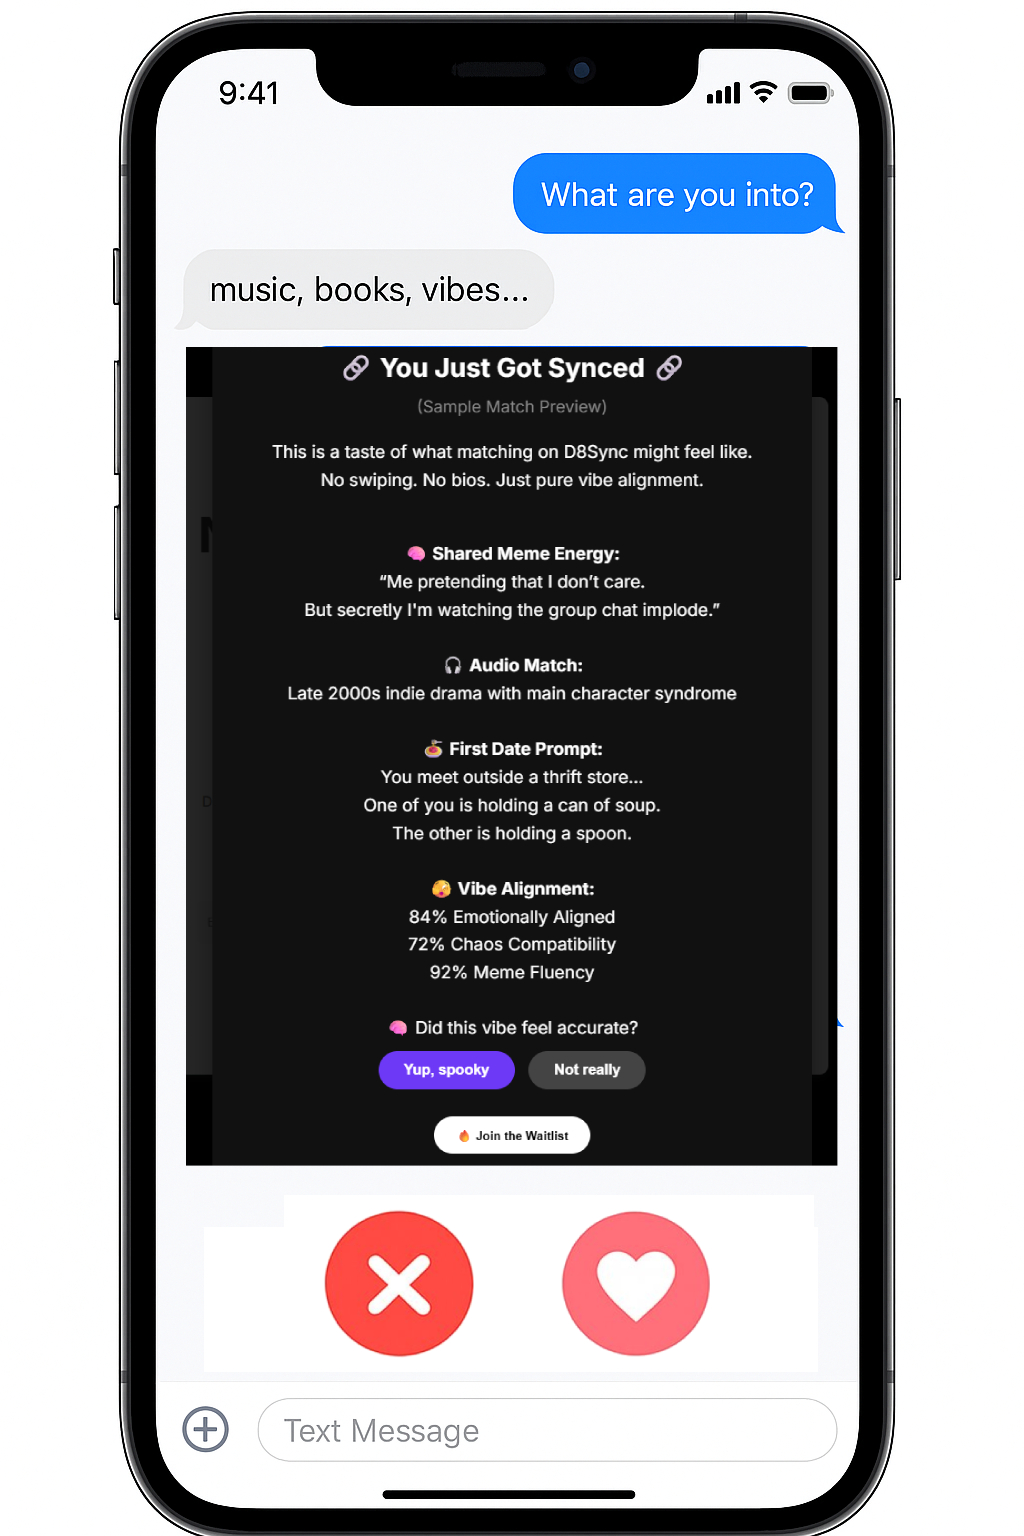 9:41
What are you into?
music, books, vibes...
🔗 You Just Got Synced 🔗
(Sample Match Preview)
This is a taste of what matching on D8Sync might feel like.
No swiping. No bios. Just pure vibe alignment.
🧠 Shared Meme Energy:
“Me pretending that I don’t care.
But secretly I'm watching the group chat implode.”
🎧 Audio Match:
Late 2000s indie drama with main character syndrome
🍝 First Date Prompt:
You meet outside a thrift store...
One of you is holding a can of soup.
The other is holding a spoon.
🫣 Vibe Alignment:
84% Emotionally Aligned
72% Chaos Compatibility
92% Meme Fluency
🧠 Did this vibe feel accurate?
Yup, spooky
Not really
🔥 Join the Waitlist
Text Message